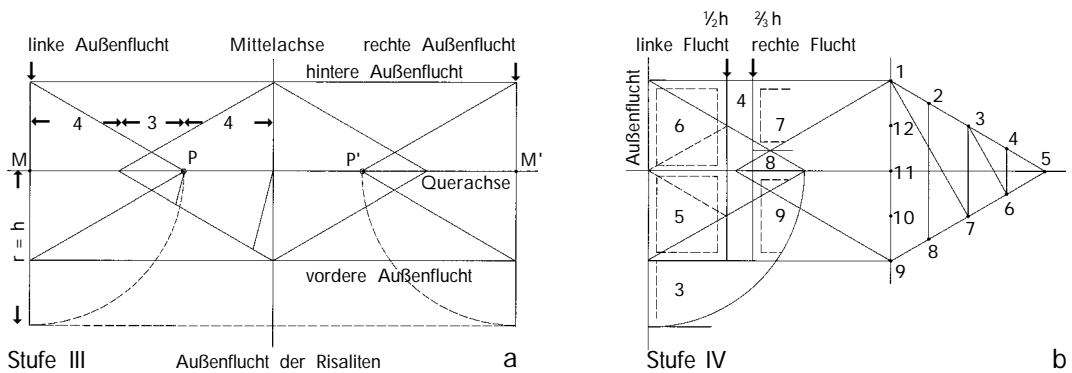 linke Außenflucht Mittelachse rechte Außenflucht
hintere Außenflucht
4 3 4
M P P' M'
Querachse
r = h
vordere Außenflucht
Stufe III Außenflucht der Risaliten a
½h ⅔h
linke Flucht rechte Flucht
Außenflucht
1
4 2
6 7 12 3
4
8 11 5
5 9 10 6
7
8
9
3
Stufe IV b